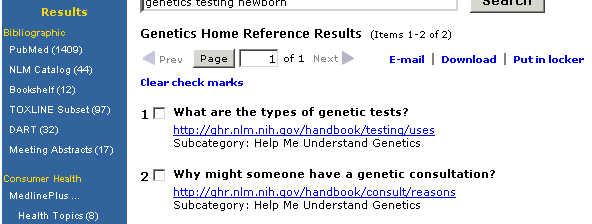 Results
Bibliographic
PubMed (1409)
NLM Catalog (44)
Bookshelf (12)
TOXLINE Subset (97)
DART (32)
Meeting Abstracts (17)
Consumer Health
MedlinePlus ...
Health Topics (8)
genetics testing newborn
Search
Genetics Home Reference Results (Items 1-2 of 2)
Prev Page 1 of 1 Next E-mail | Download | Put in locker
Clear check marks
1 What are the types of genetic tests?
http://ghr.nlm.nih.gov/handbook/testing/uses
Subcategory: Help Me Understand Genetics
2 Why might someone have a genetic consultation?
http://ghr.nlm.nih.gov/handbook/consult/reasons
Subcategory: Help Me Understand Genetics